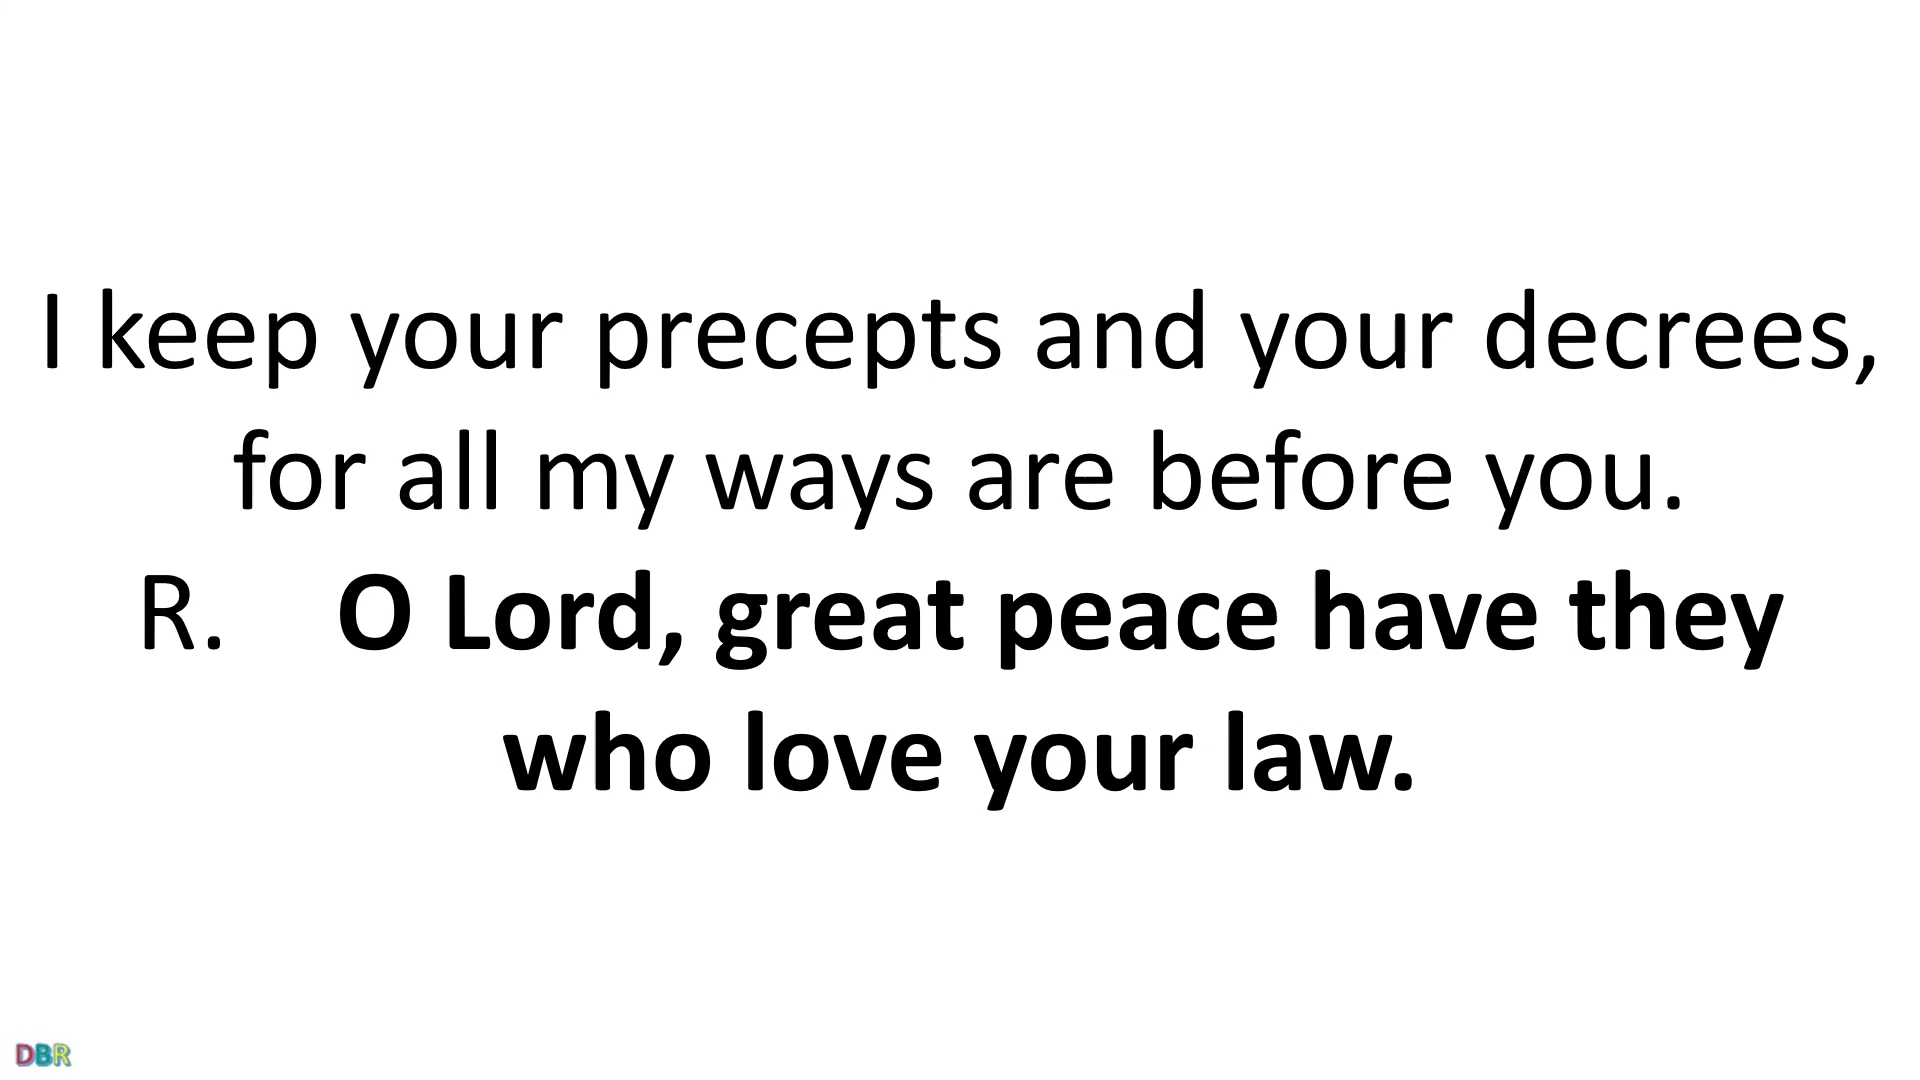 I keep your precepts and your decrees,
for all my ways are before you.
R. O Lord, great peace have they
who love your law.
DBR